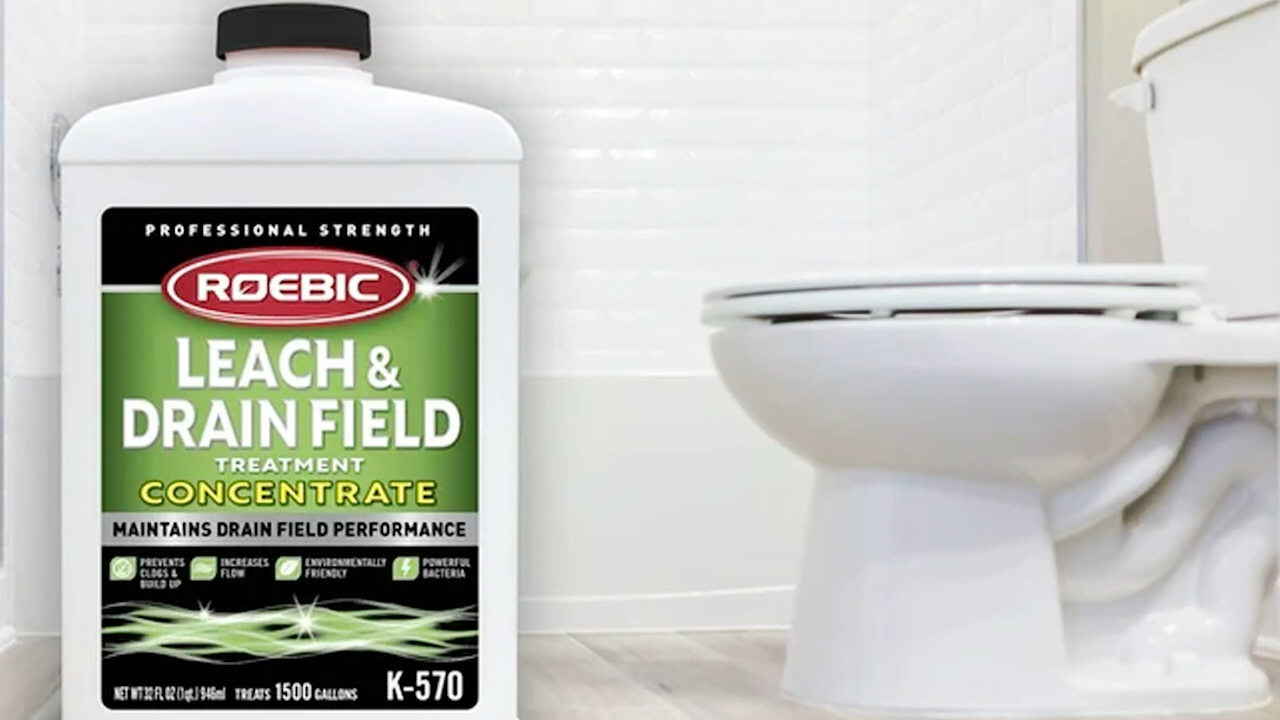 PROFESSIONAL STRENGTH
ROEBIC
LEACH &
DRAIN FIELD
TREATMENT
CONCENTRATE
MAINTAINS DRAIN FIELD PERFORMANCE
PREVENTS CLOGS & BUILD UP
INCREASES FLOW
ENVIRONMENTALLY FRIENDLY
POWERFUL BACTERIA
NET WT 32 FL OZ (1 qt.) 946ml TREATS 1500 GALLONS K-570